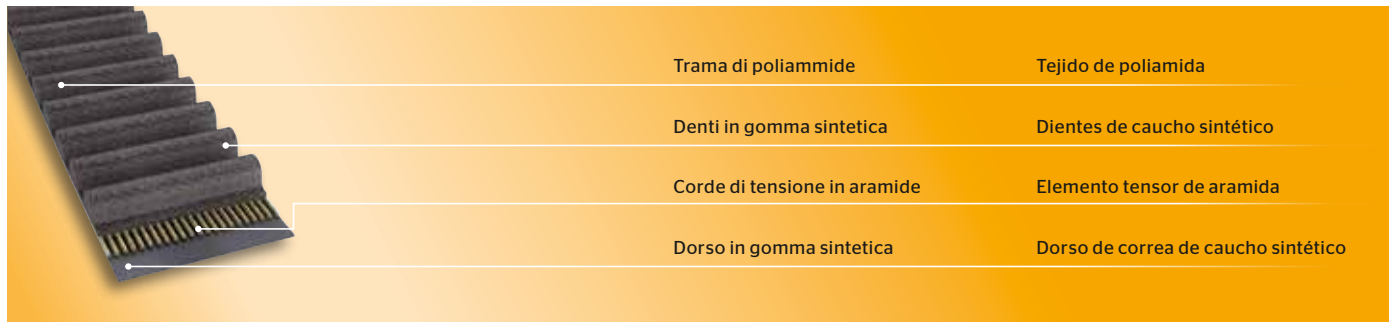 Trama di poliammide Tejido de poliamida
Denti in gomma sintetica Dientes de caucho sintético
Corde di tensione in aramide Elemento tensor de aramida
Dorso in gomma sintetica Dorso de correa de caucho sintético